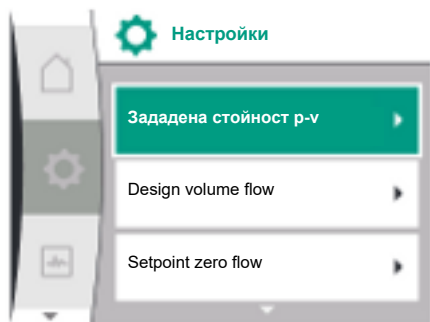 Настройки
Зададена стойност p-v
Design volume flow
Setpoint zero flow